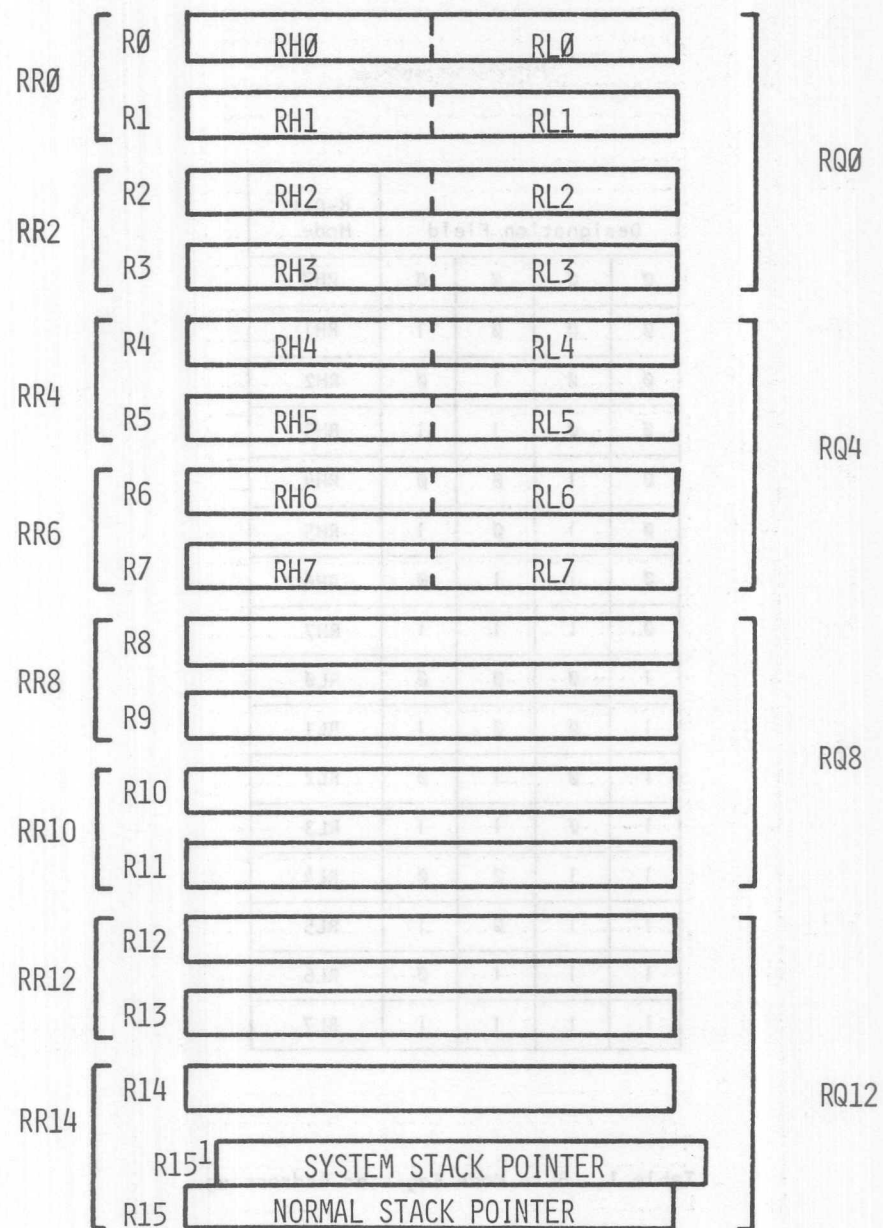 RRØ
RØ
RHØ
RLØ
R1
RH1
RL1
RQØ
RR2
R2
RH2
RL2
R3
RH3
RL3
RR4
R4
RH4
RL4
R5
RH5
RL5
RQ4
RR6
R6
RH6
RL6
R7
RH7
RL7
RR8
R8
R9
RQ8
RR10
R10
R11
RR12
R12
R13
RQ12
RR14
R14
R15¹ SYSTEM STACK POINTER
R15 NORMAL STACK POINTER